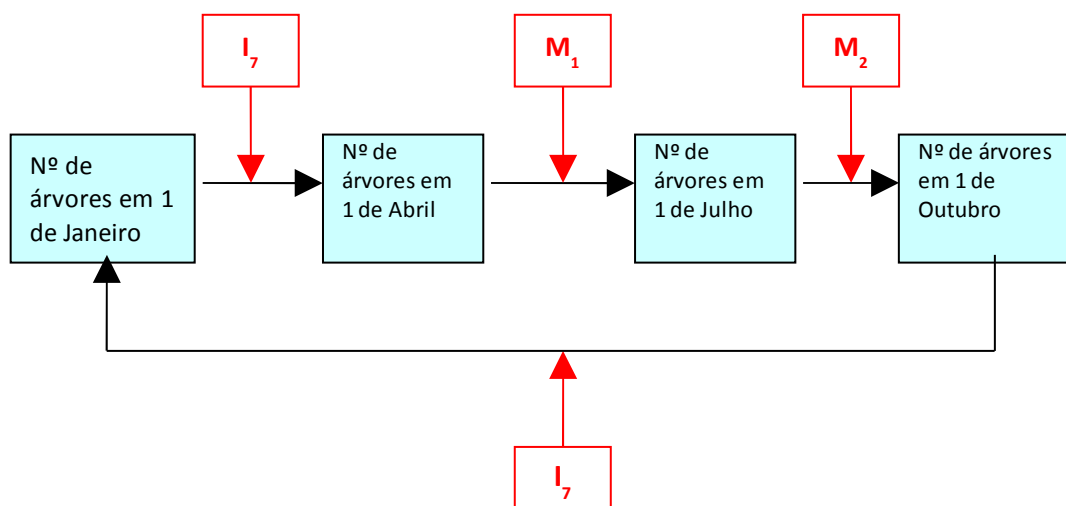 I₇
M₁
M₂
Nº de
árvores em 1
de Janeiro
Nº de
árvores em
1 de Abril
Nº de
árvores em
1 de Julho
Nº de árvores
em 1 de
Outubro
I₇